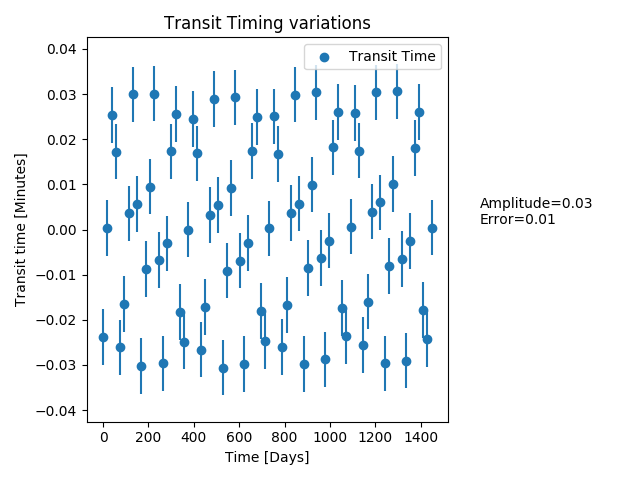 Transit Timing variations
Transit Time
0.04
0.03
0.02
0.01
0.00
−0.01
−0.02
−0.03
−0.04
Transit time [Minutes]
0 200 400 600 800 1000 1200 1400
Time [Days]
Amplitude=0.03
Error=0.01